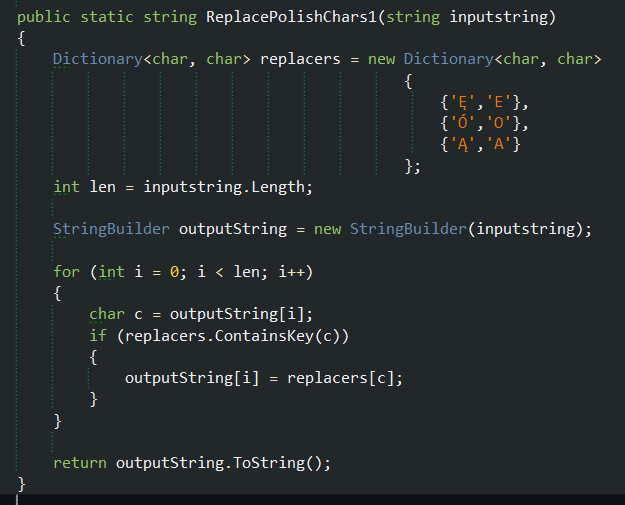 public static string ReplacePolishChars1(string inputstring)
{
Dictionary<char, char> replacers = new Dictionary<char, char>
{
{'Ę','E'},
{'Ó','O'},
{'Ą','A'}
};
int len = inputstring.Length;
StringBuilder outputString = new StringBuilder(inputstring);
for (int i = 0; i < len; i++)
{
char c = outputString[i];
if (replacers.ContainsKey(c))
{
outputString[i] = replacers[c];
}
}
return outputString.ToString();
}